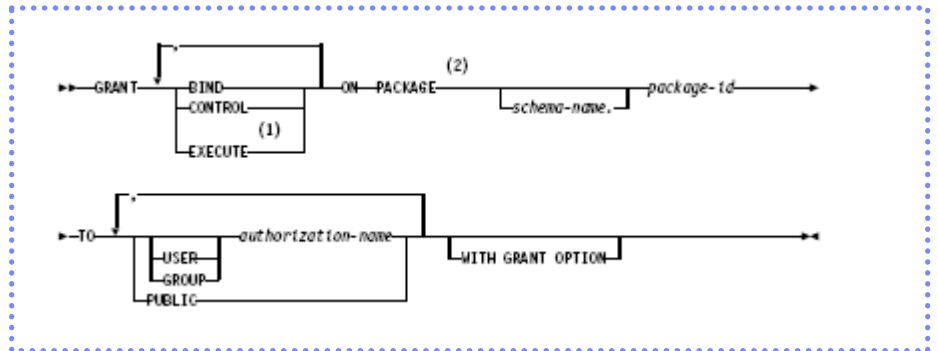 ,
(2)
GRANT BIND ON PACKAGE package-id
CONTROL schema-name.
(1)
EXECUTE
,
TO authorization-name
USER WITH GRANT OPTION
GROUP
PUBLIC